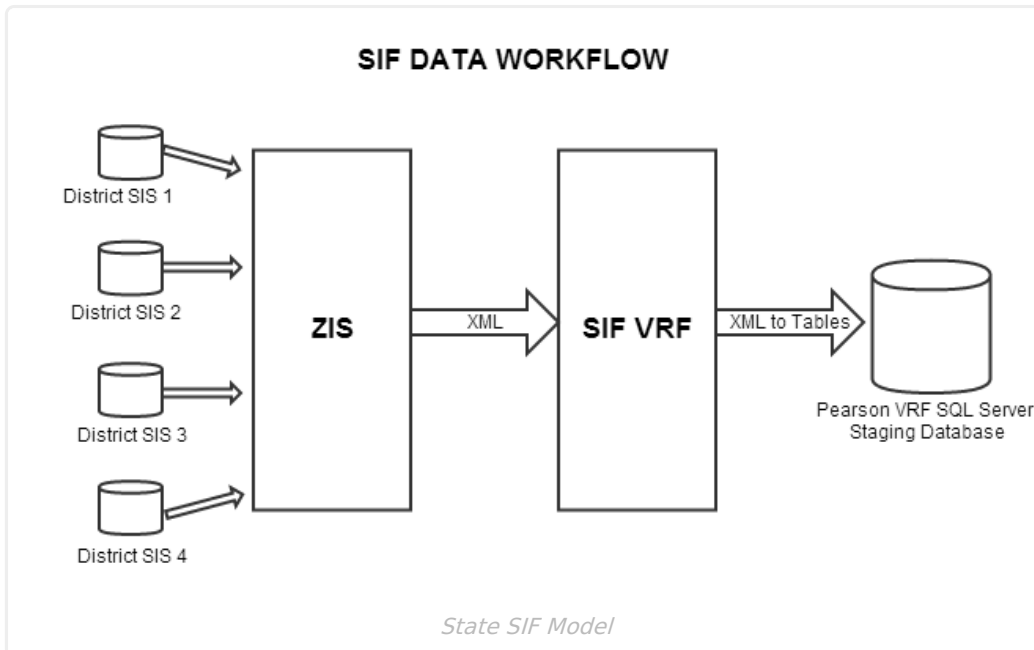 SIF DATA WORKFLOW
District SIS 1
District SIS 2
District SIS 3
District SIS 4
ZIS
XML
SIF VRF
XML to Tables
Pearson VRF SQL Server
Staging Database
State SIF Model